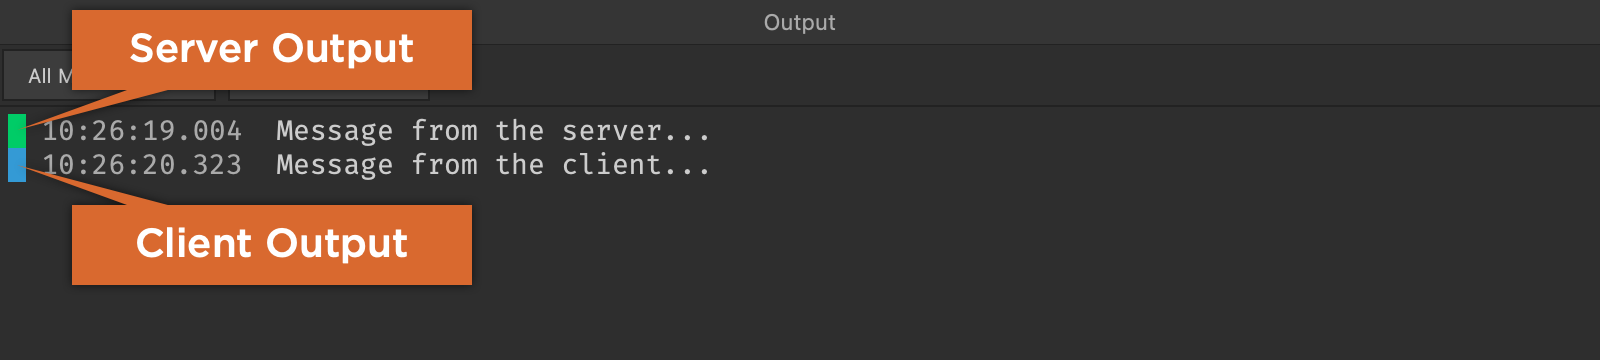 Output
Server Output
All
10:26:19.004 Message from the server...
10:26:20.323 Message from the client...
Client Output